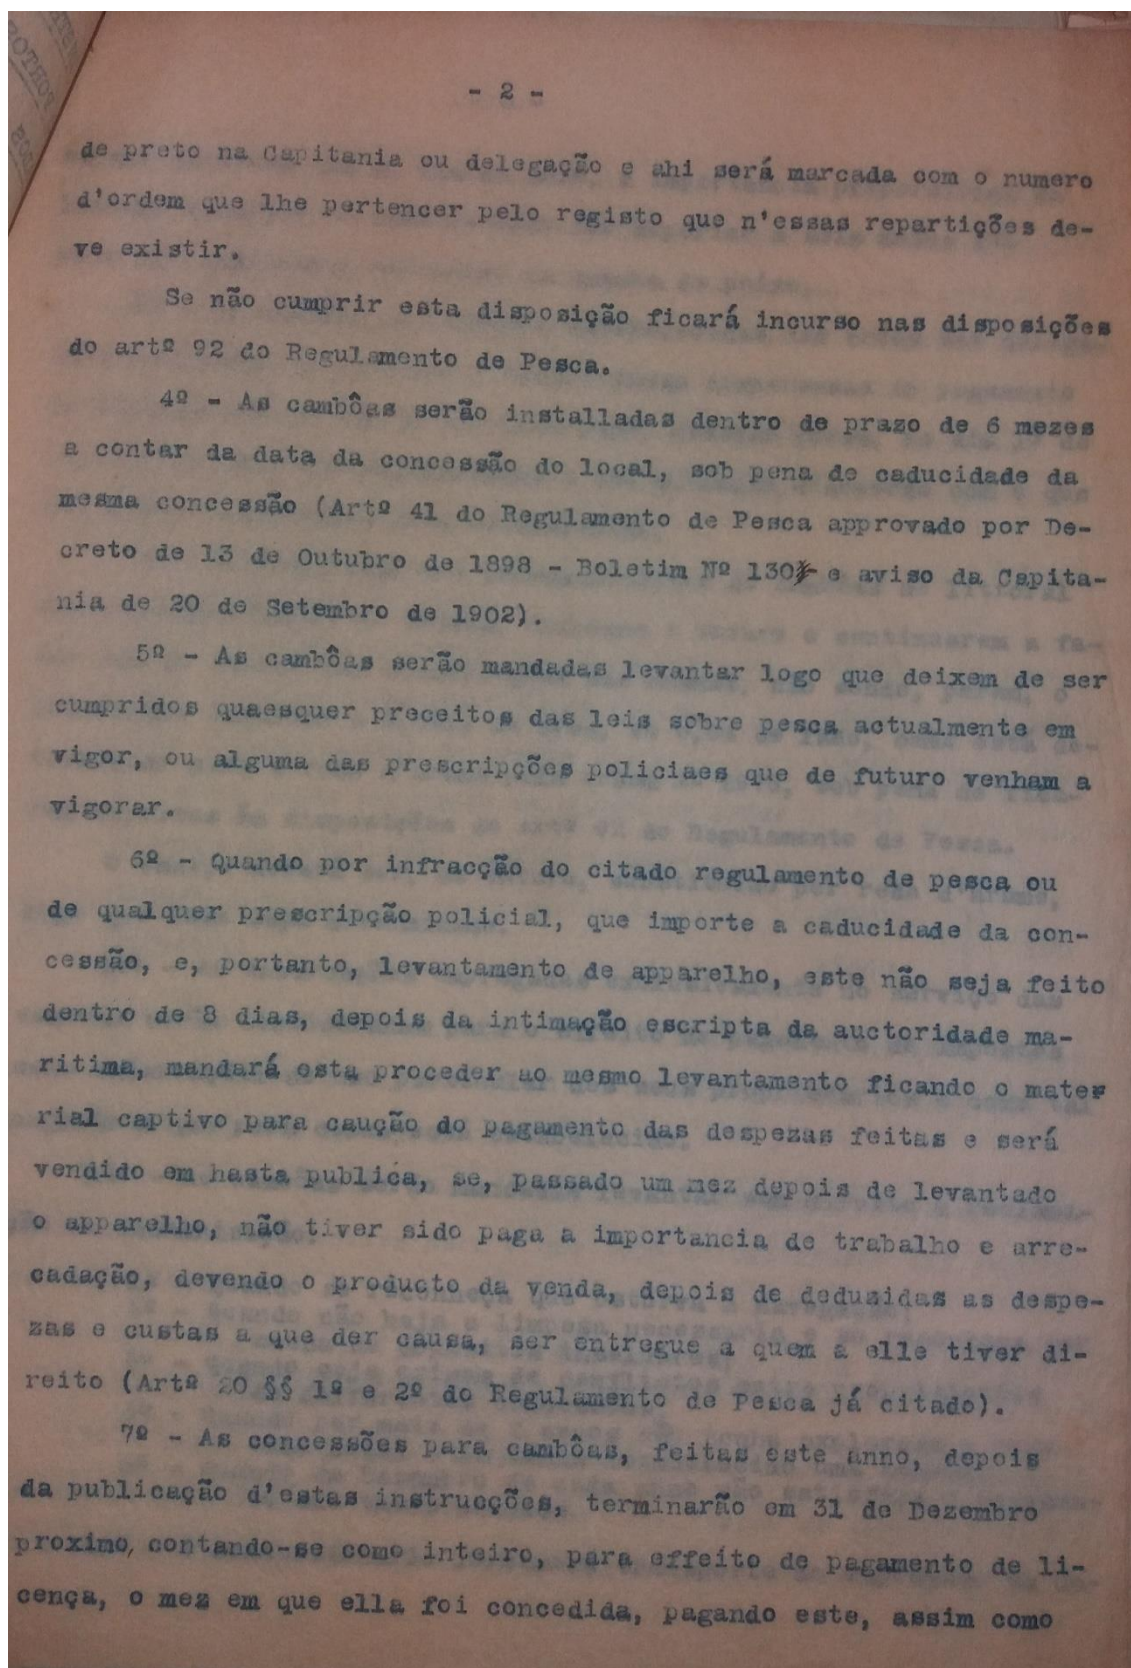 - 2 -
de preto na Capitania ou delegação e ahi será marcada com o numero
d'ordem que lhe pertencer pelo registo que n'essas repartições de-
ve existir.
Se não cumprir esta disposição ficará incurso nas disposições
do artº 92 do Regulamento de Pesca.
4º - As cambôas serão installadas dentro de prazo de 6 mezes
a contar da data da concessão do local, sob pena de caducidade da
mesma concessão (Artº 41 do Regulamento de Pesca approvado por De-
creto de 13 de Outubro de 1898 - Boletim Nº 130 e aviso da Capita-
nia de 20 de Setembro de 1902).
5º - As cambôas serão mandadas levantar logo que deixem de ser
cumpridos quaesquer preceitos das leis sobre pesca actualmente em
vigor, ou alguma das prescripções policiaes que de futuro venham a
vigorar.
6º - Quando por infracção do citado regulamento de pesca ou
de qualquer prescripção policial, que importe a caducidade da con-
cessão, e, portanto, levantamento de apparelho, este não seja feito
dentro de 8 dias, depois da intimação escripta da auctoridade ma-
ritima, mandará esta proceder ao mesmo levantamento ficando o mate-
rial captivo para caução do pagamento das despezas feitas e será
vendido em hasta publica, se, passado um mez depois de levantado
o apparelho, não tiver sido paga a importancia de trabalho e arre-
cadação, devendo o producto da venda, depois de deduzidas as despe-
zas e custas a que der causa, ser entregue a quem a elle tiver di-
reito (Artº 20 §§ 1º e 2º do Regulamento de Pesca já citado).
7º - As concessões para cambôas, feitas este anno, depois
da publicação d'estas instrucções, terminarão em 31 de Dezembro
proximo, contando-se como inteiro, para effeito de pagamento de li-
cença, o mez em que ella foi concedida, pagando este, assim como